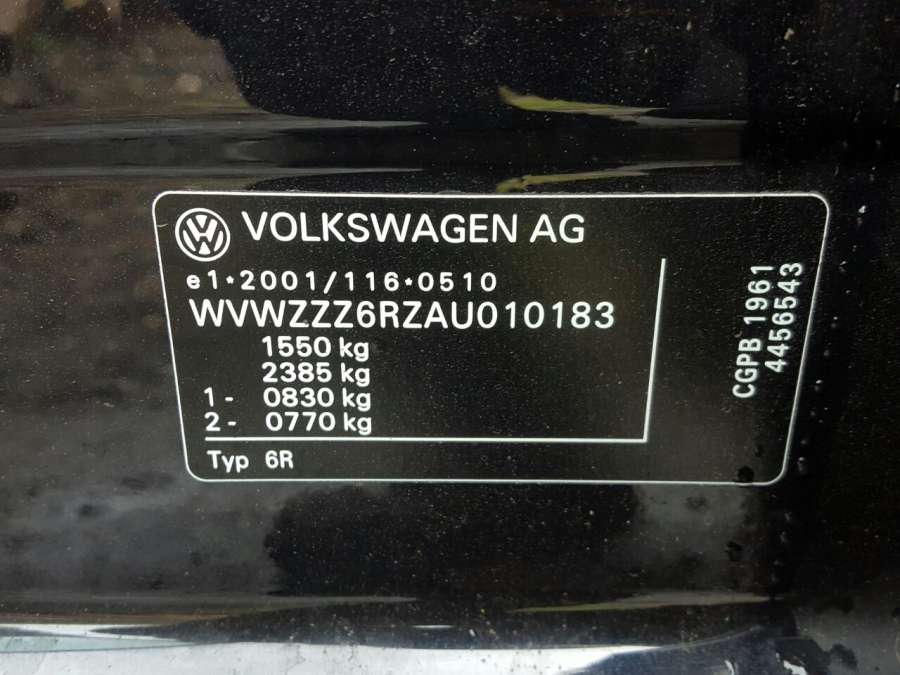 VOLKSWAGEN AG
e1*2001/116*0510
WVWZZZ6RZAU010183
1550 kg
2385 kg
1- 0830 kg
2- 0770 kg
Typ 6R
CGPB 1961
4456543